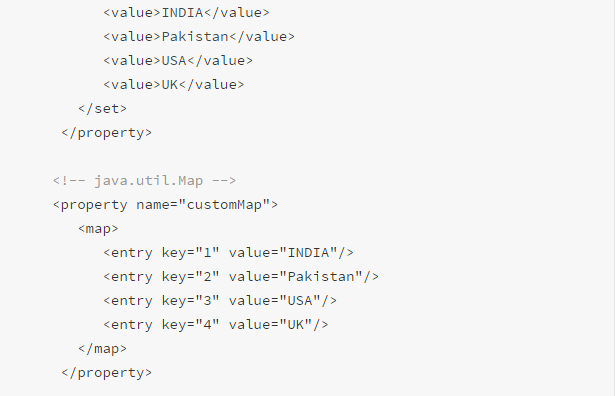 <value>INDIA</value>
<value>Pakistan</value>
<value>USA</value>
<value>UK</value>
</set>
</property>
<!-- java.util.Map -->
<property name="customMap">
<map>
<entry key="1" value="INDIA"/>
<entry key="2" value="Pakistan"/>
<entry key="3" value="USA"/>
<entry key="4" value="UK"/>
</map>
</property>